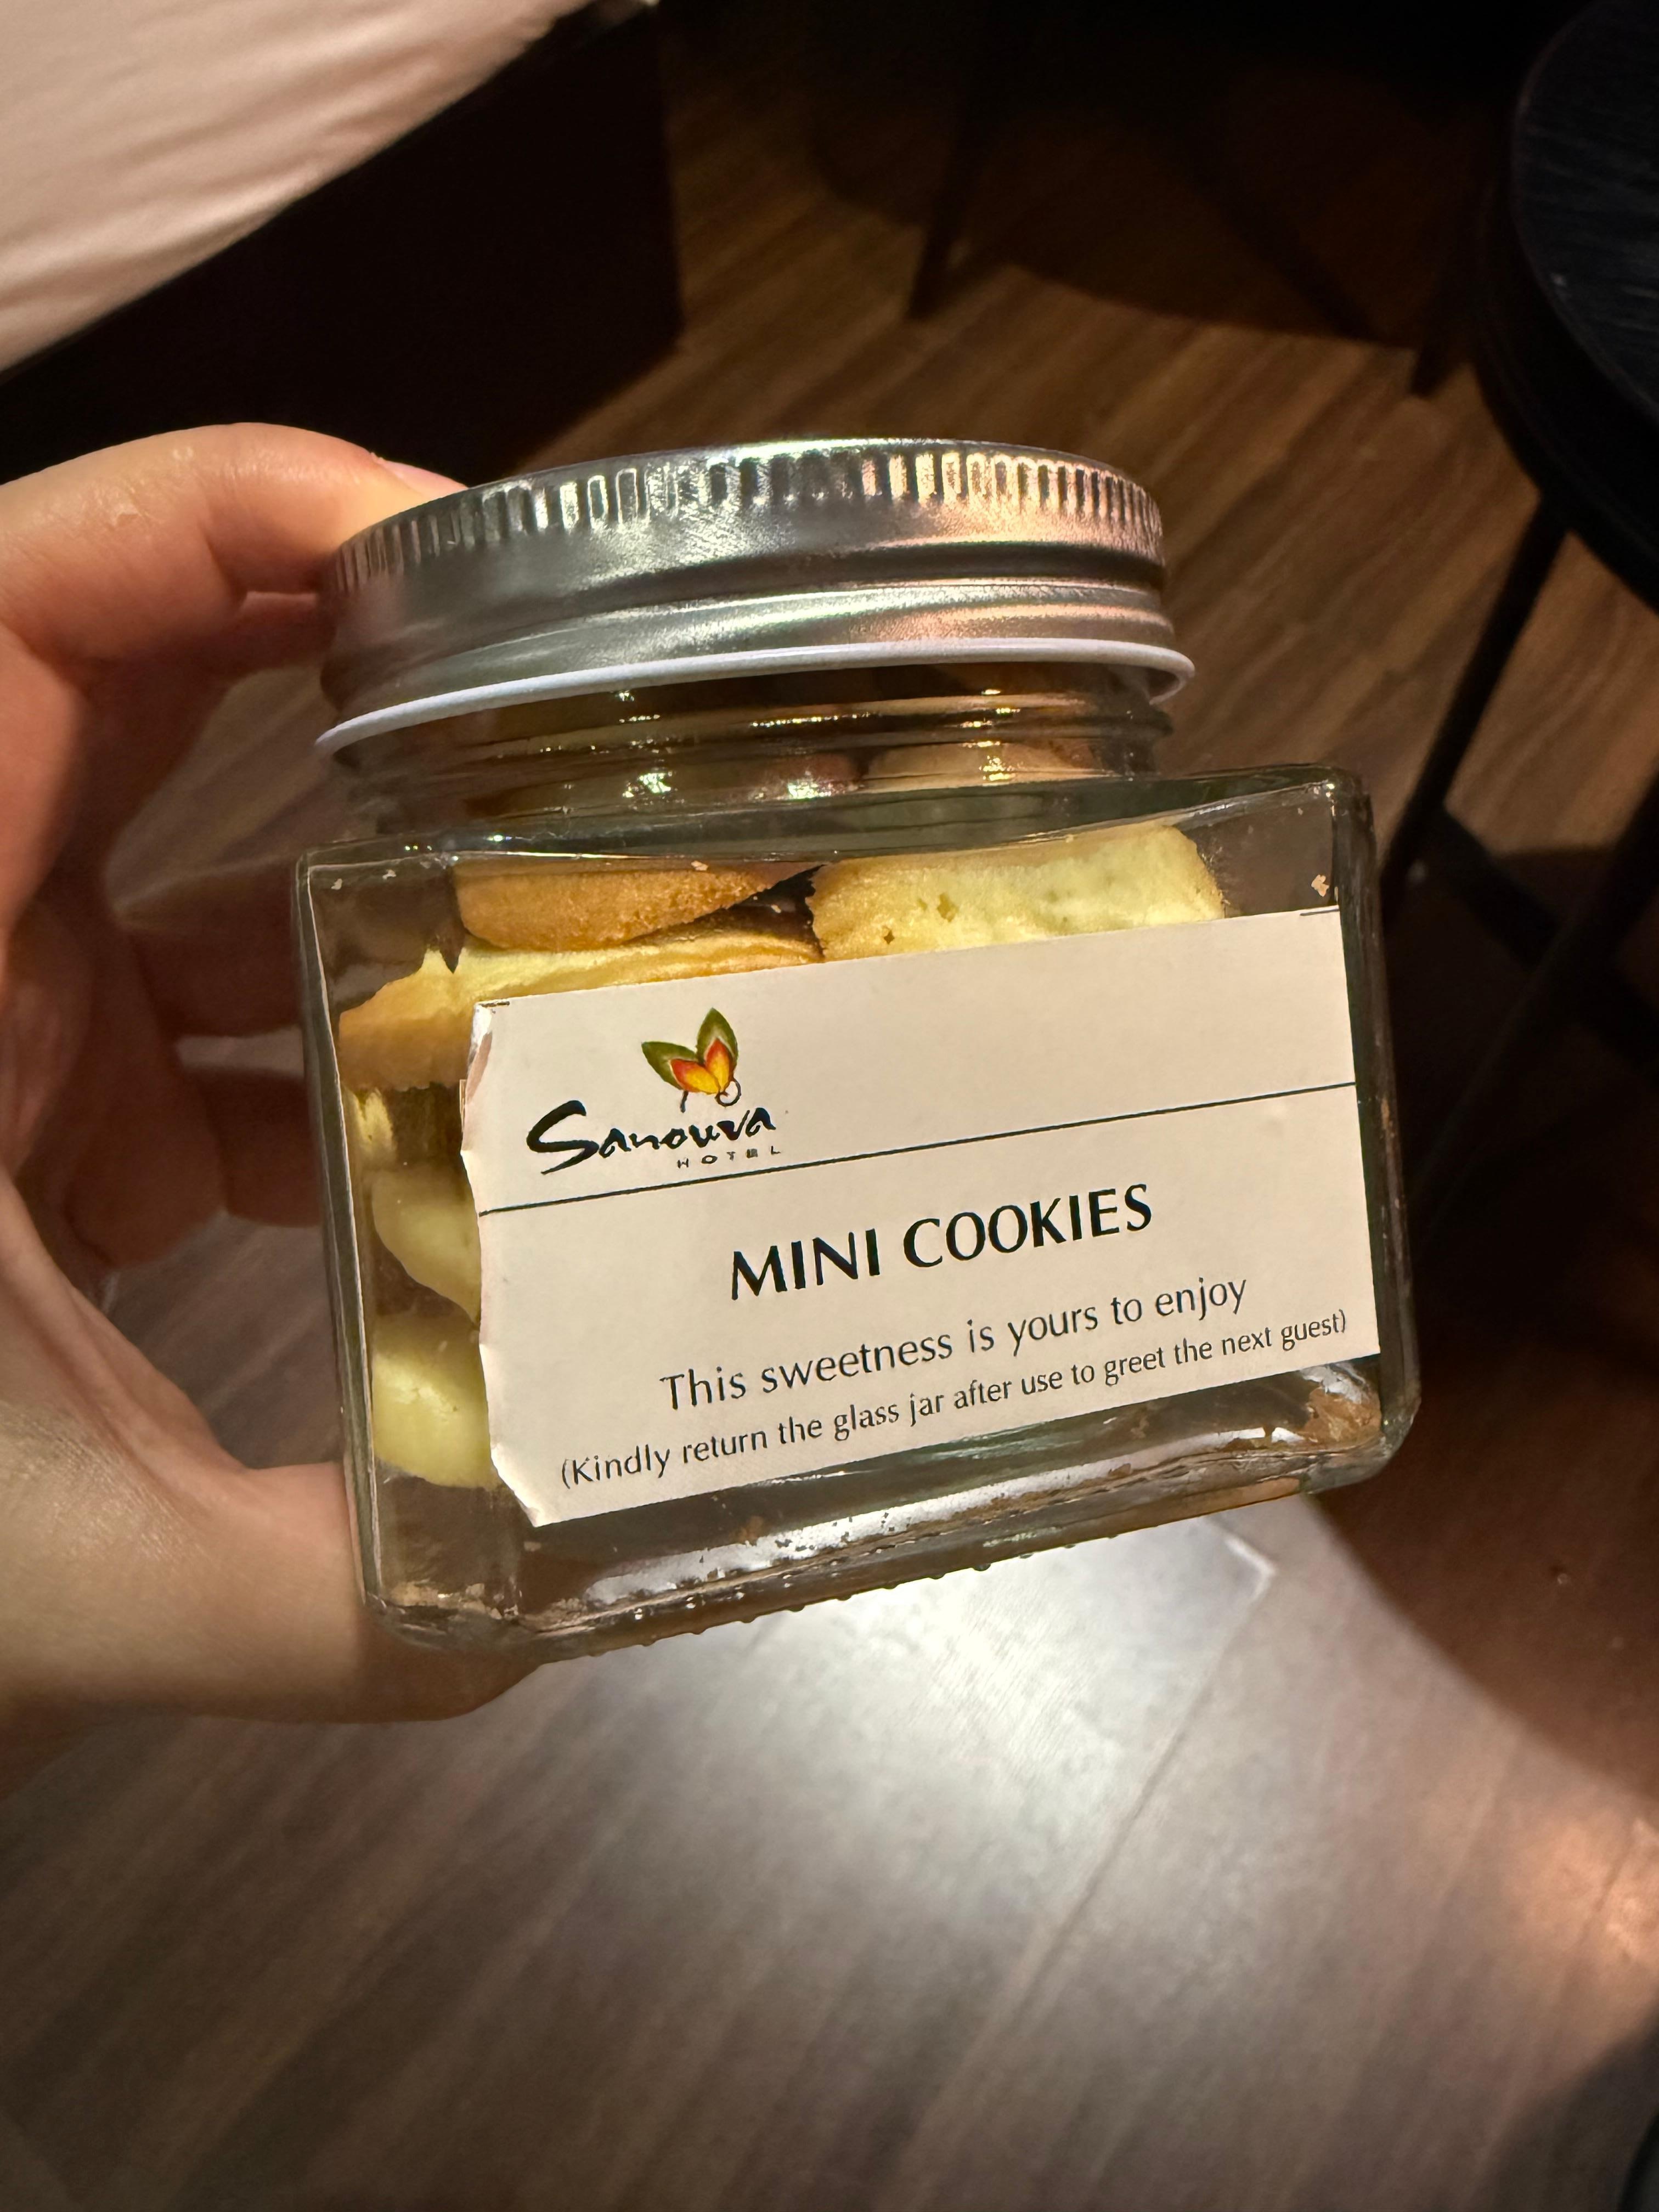 Sanouva
HOTEL
MINI COOKIES
This sweetness is yours to enjoy
(Kindly return the glass jar after use to greet the next guest)